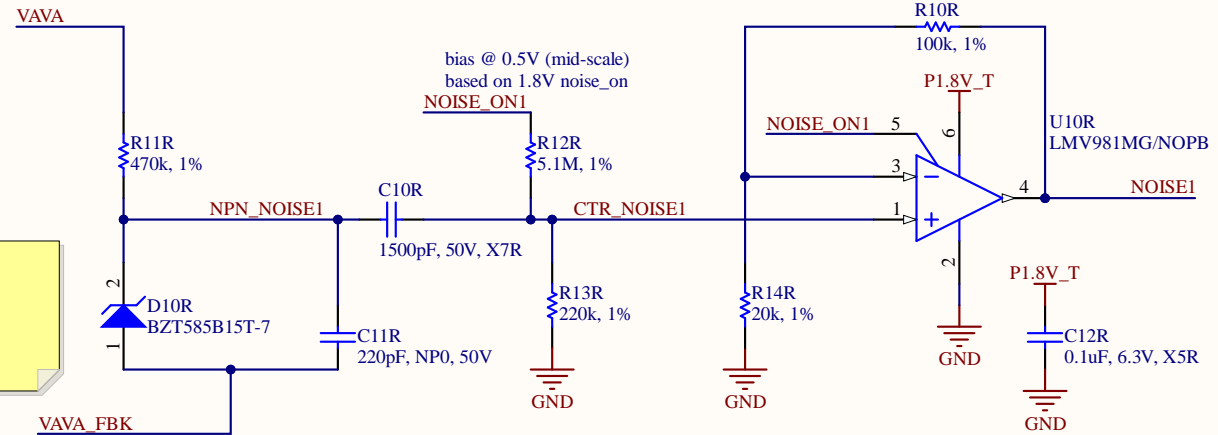 VAVA
R10R
100k, 1%
bias @ 0.5V (mid-scale)
based on 1.8V noise_on
NOISE_ON1
P1.8V_T
NOISE_ON1
5
6
U10R
LMV981MG/NOPB
R11R
470k, 1%
R12R
5.1M, 1%
3
C10R
4
NOISE1
NPN_NOISE1
CTR_NOISE1
1
1500pF, 50V, X7R
2
P1.8V_T
2
D10R
BZT585B15T-7
1
R13R
220k, 1%
R14R
20k, 1%
C11R
220pF, NP0, 50V
GND
C12R
0.1uF, 6.3V, X5R
GND
GND
GND
VAVA_FBK